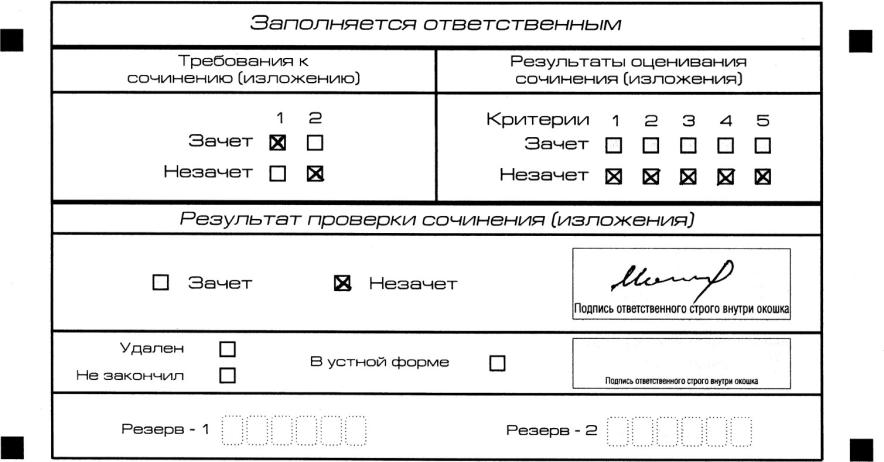 Заполняется ответственным
Требования к
сочинению (изложению)
Результаты оценивания
сочинения (изложения)
1 2
Зачет
Незачет
Критерии 1 2 3 4 5
Зачет
Незачет
Результат проверки сочинения (изложения)
Зачет
Незачет
Подпись ответственного строго внутри окошка
Удален
Не закончил
В устной форме
Подпись ответственного строго внутри окошка
Резерв - 1
Резерв - 2